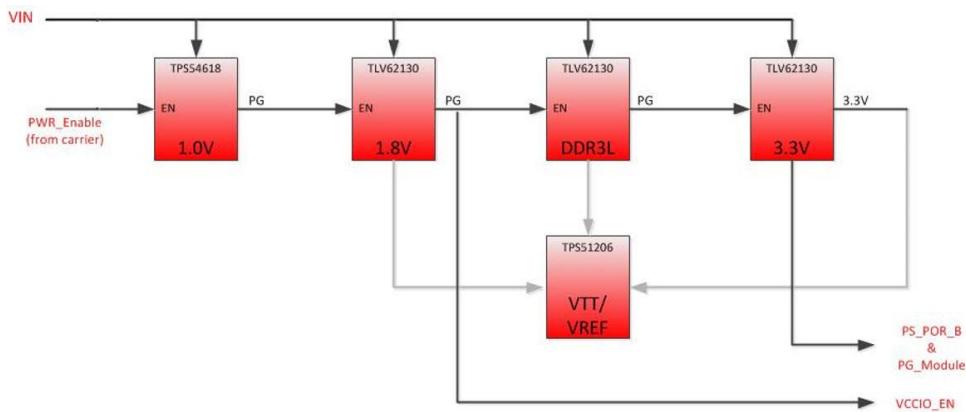 VIN
TPS54618
TLV62130
TLV62130
TLV62130
EN
PG
EN
PG
EN
PG
EN
3.3V
PWR_Enable
(from carrier)
1.0V
1.8V
DDR3L
3.3V
TPS51206
VTT/
VREF
PS_POR_B
&
PG_Module
VCCIO_EN